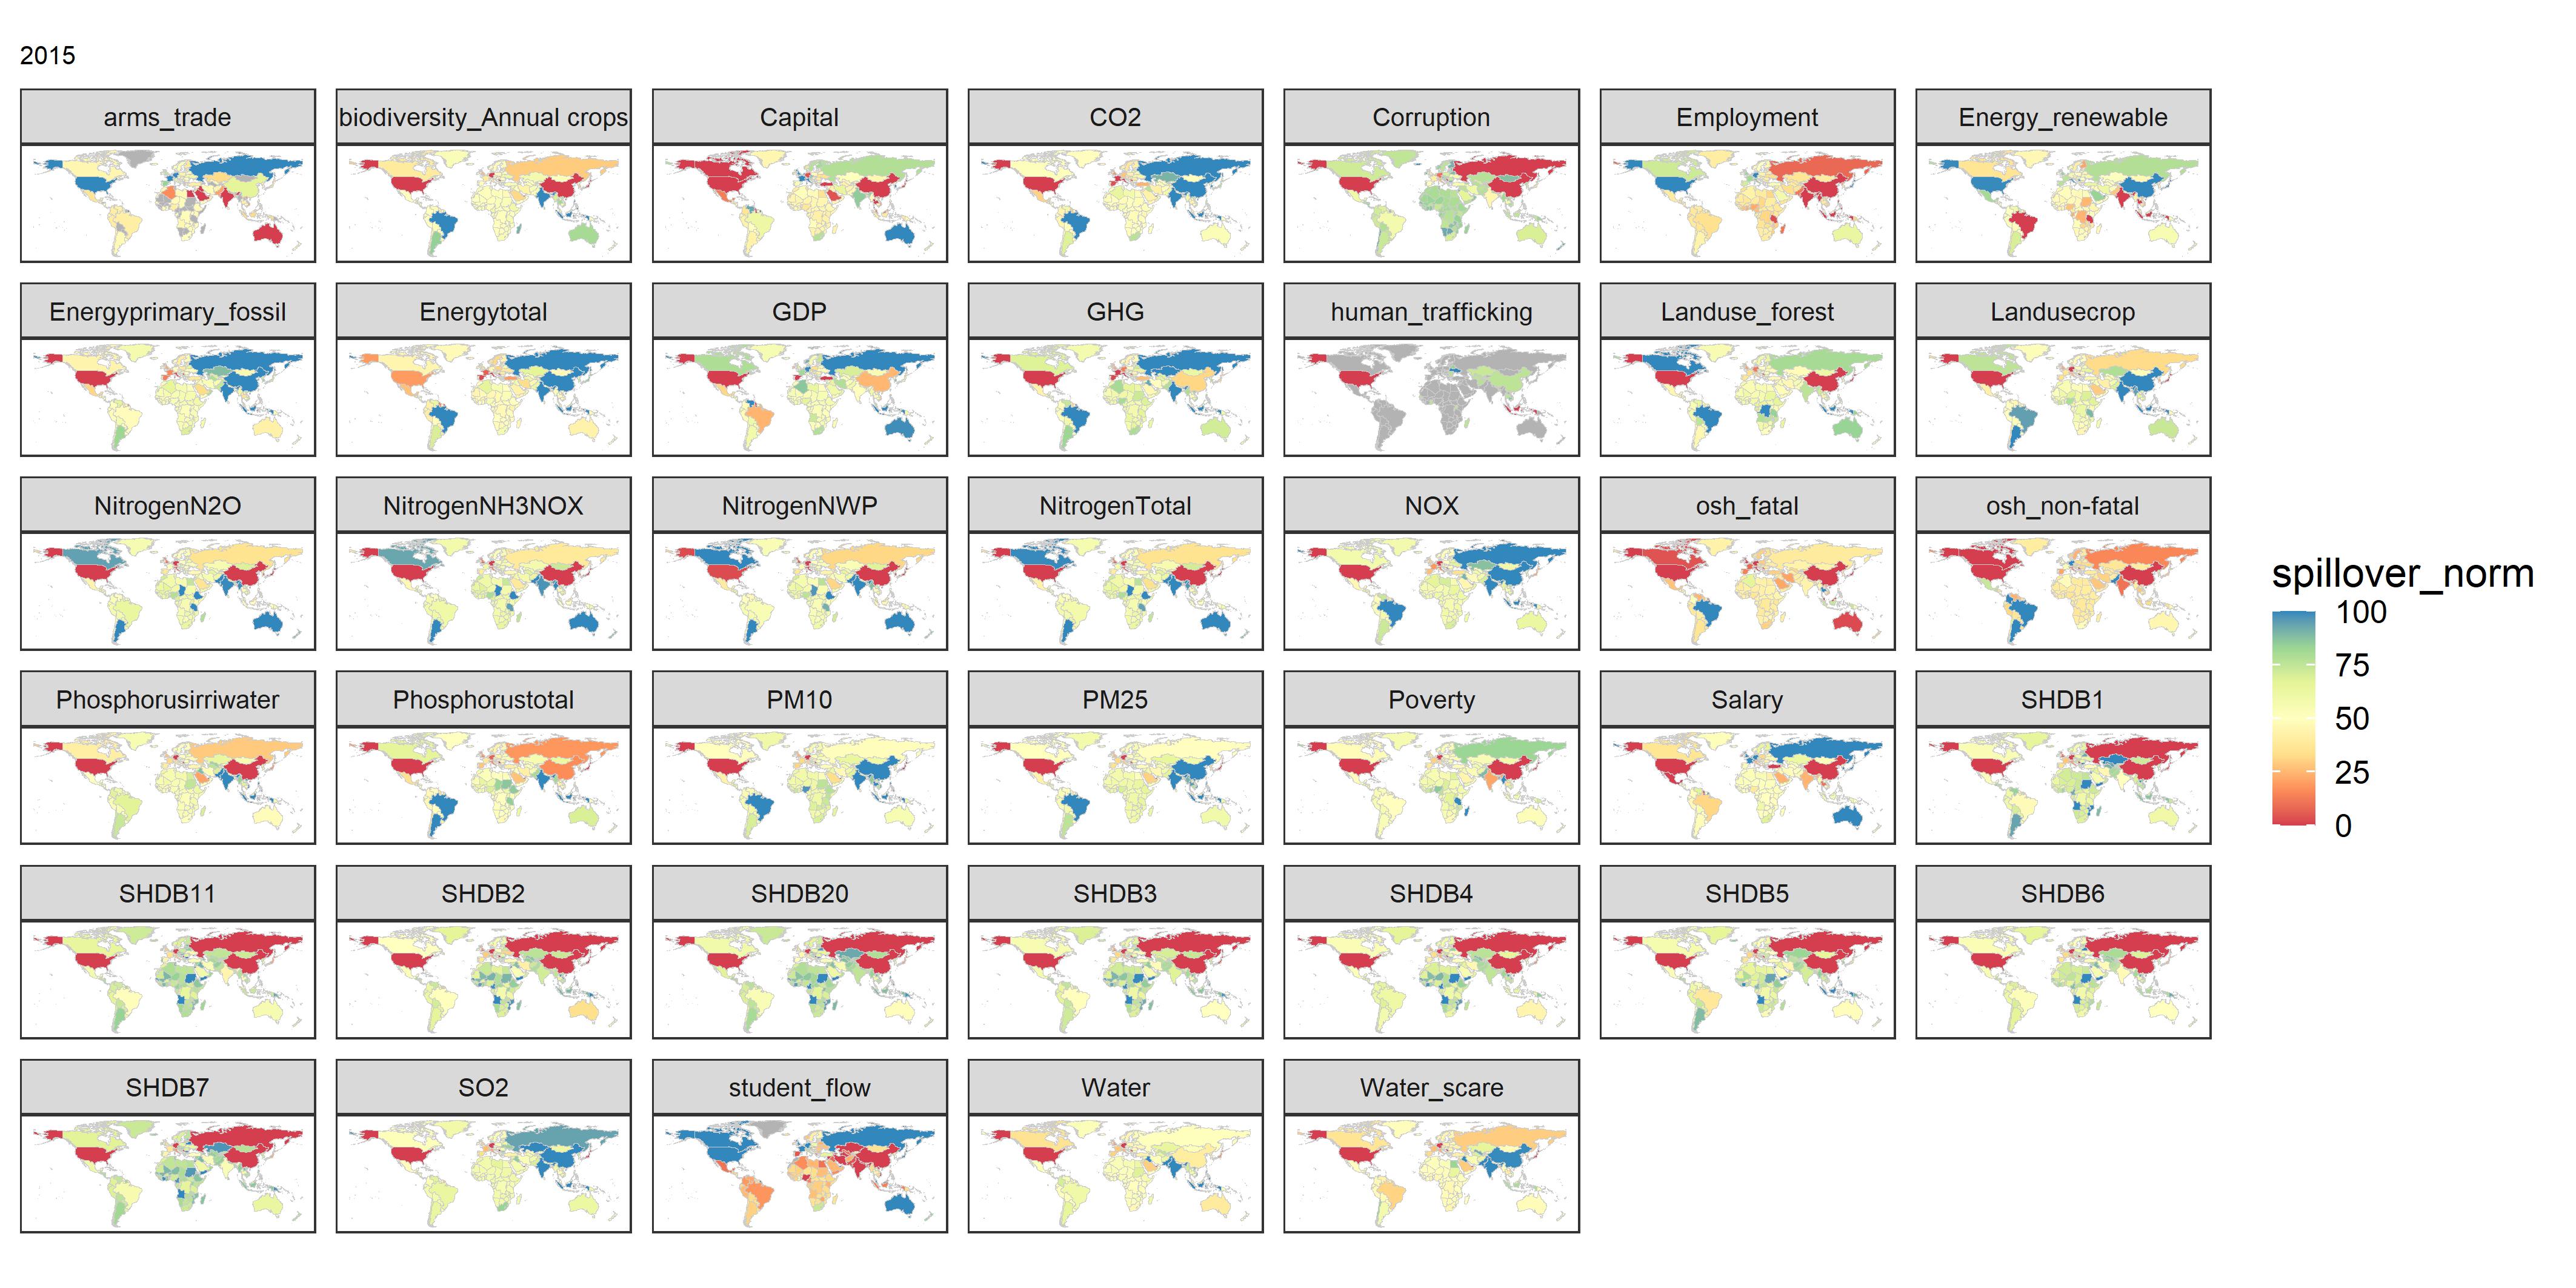 2015
arms_trade
biodiversity_Annual crops
Capital
CO2
Corruption
Employment
Energy_renewable
Energyprimary_fossil
Energytotal
GDP
GHG
human_trafficking
Landuse_forest
Landusecrop
NitrogenN2O
NitrogenNH3NOX
NitrogenNWP
NitrogenTotal
NOX
osh_fatal
osh_non-fatal
Phosphorusirriwater
Phosphorustotal
PM10
PM25
Poverty
Salary
SHDB1
SHDB11
SHDB2
SHDB20
SHDB3
SHDB4
SHDB5
SHDB6
SHDB7
SO2
student_flow
Water
Water_scare
spillover_norm
100
75
50
25
0